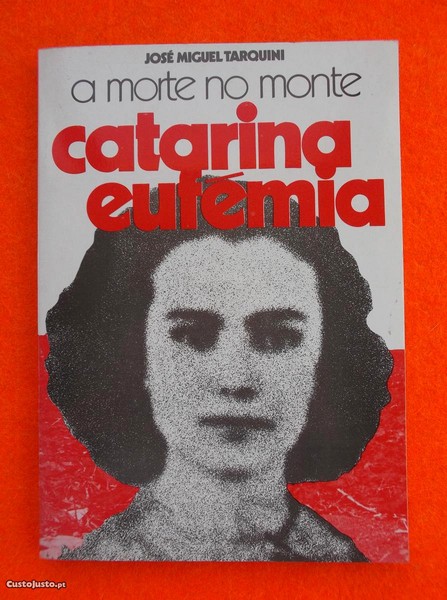 JOSÉ MIGUEL TARQUINI
a morte no monte
catarina
eufémia
CustoJusto.pt